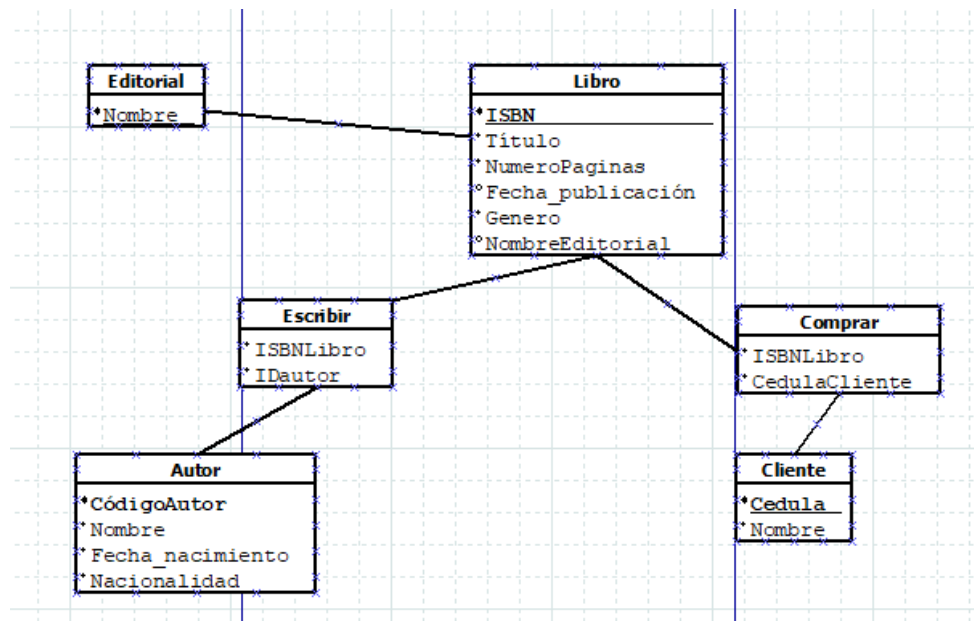 Editorial
Nombre
Libro
ISBN
Título
NumeroPaginas
Fecha_publicación
Genero
NombreEditorial
Escribir
ISBNLibro
IDautor
Comprar
ISBNLibro
CedulaCliente
Autor
CódigoAutor
Nombre
Fecha_nacimiento
Nacionalidad
Cliente
Cedula
Nombre